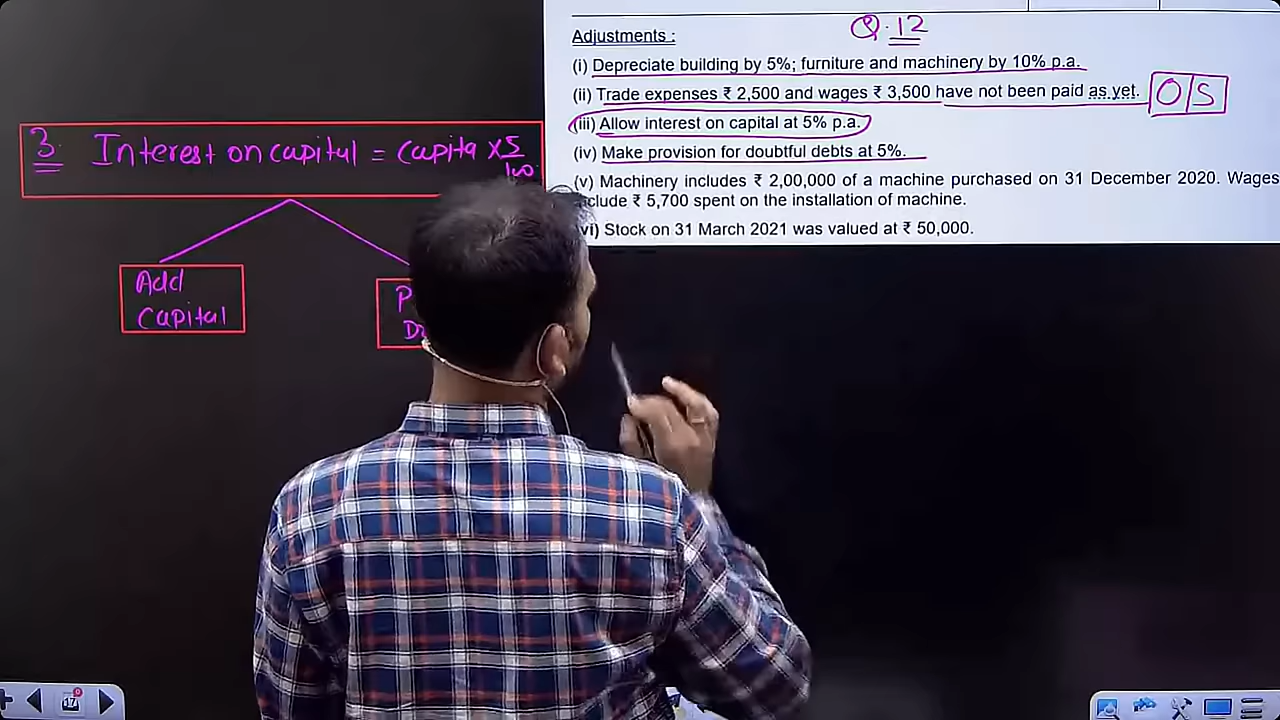 Q.12
Adjustments :
(i) Depreciate building by 5%; furniture and machinery by 10% p.a.
(ii) Trade expenses ₹ 2,500 and wages ₹ 3,500 have not been paid as yet.
O|S
(iii) Allow interest on capital at 5% p.a.
(iv) Make provision for doubtful debts at 5%.
(v) Machinery includes ₹ 2,00,000 of a machine purchased on 31 December 2020. Wages
clude ₹ 5,700 spent on the installation of machine.
vi) Stock on 31 March 2021 was valued at ₹ 50,000.
3. Interest on capital = Capita × 5/100
Add
Capital
P
D
17